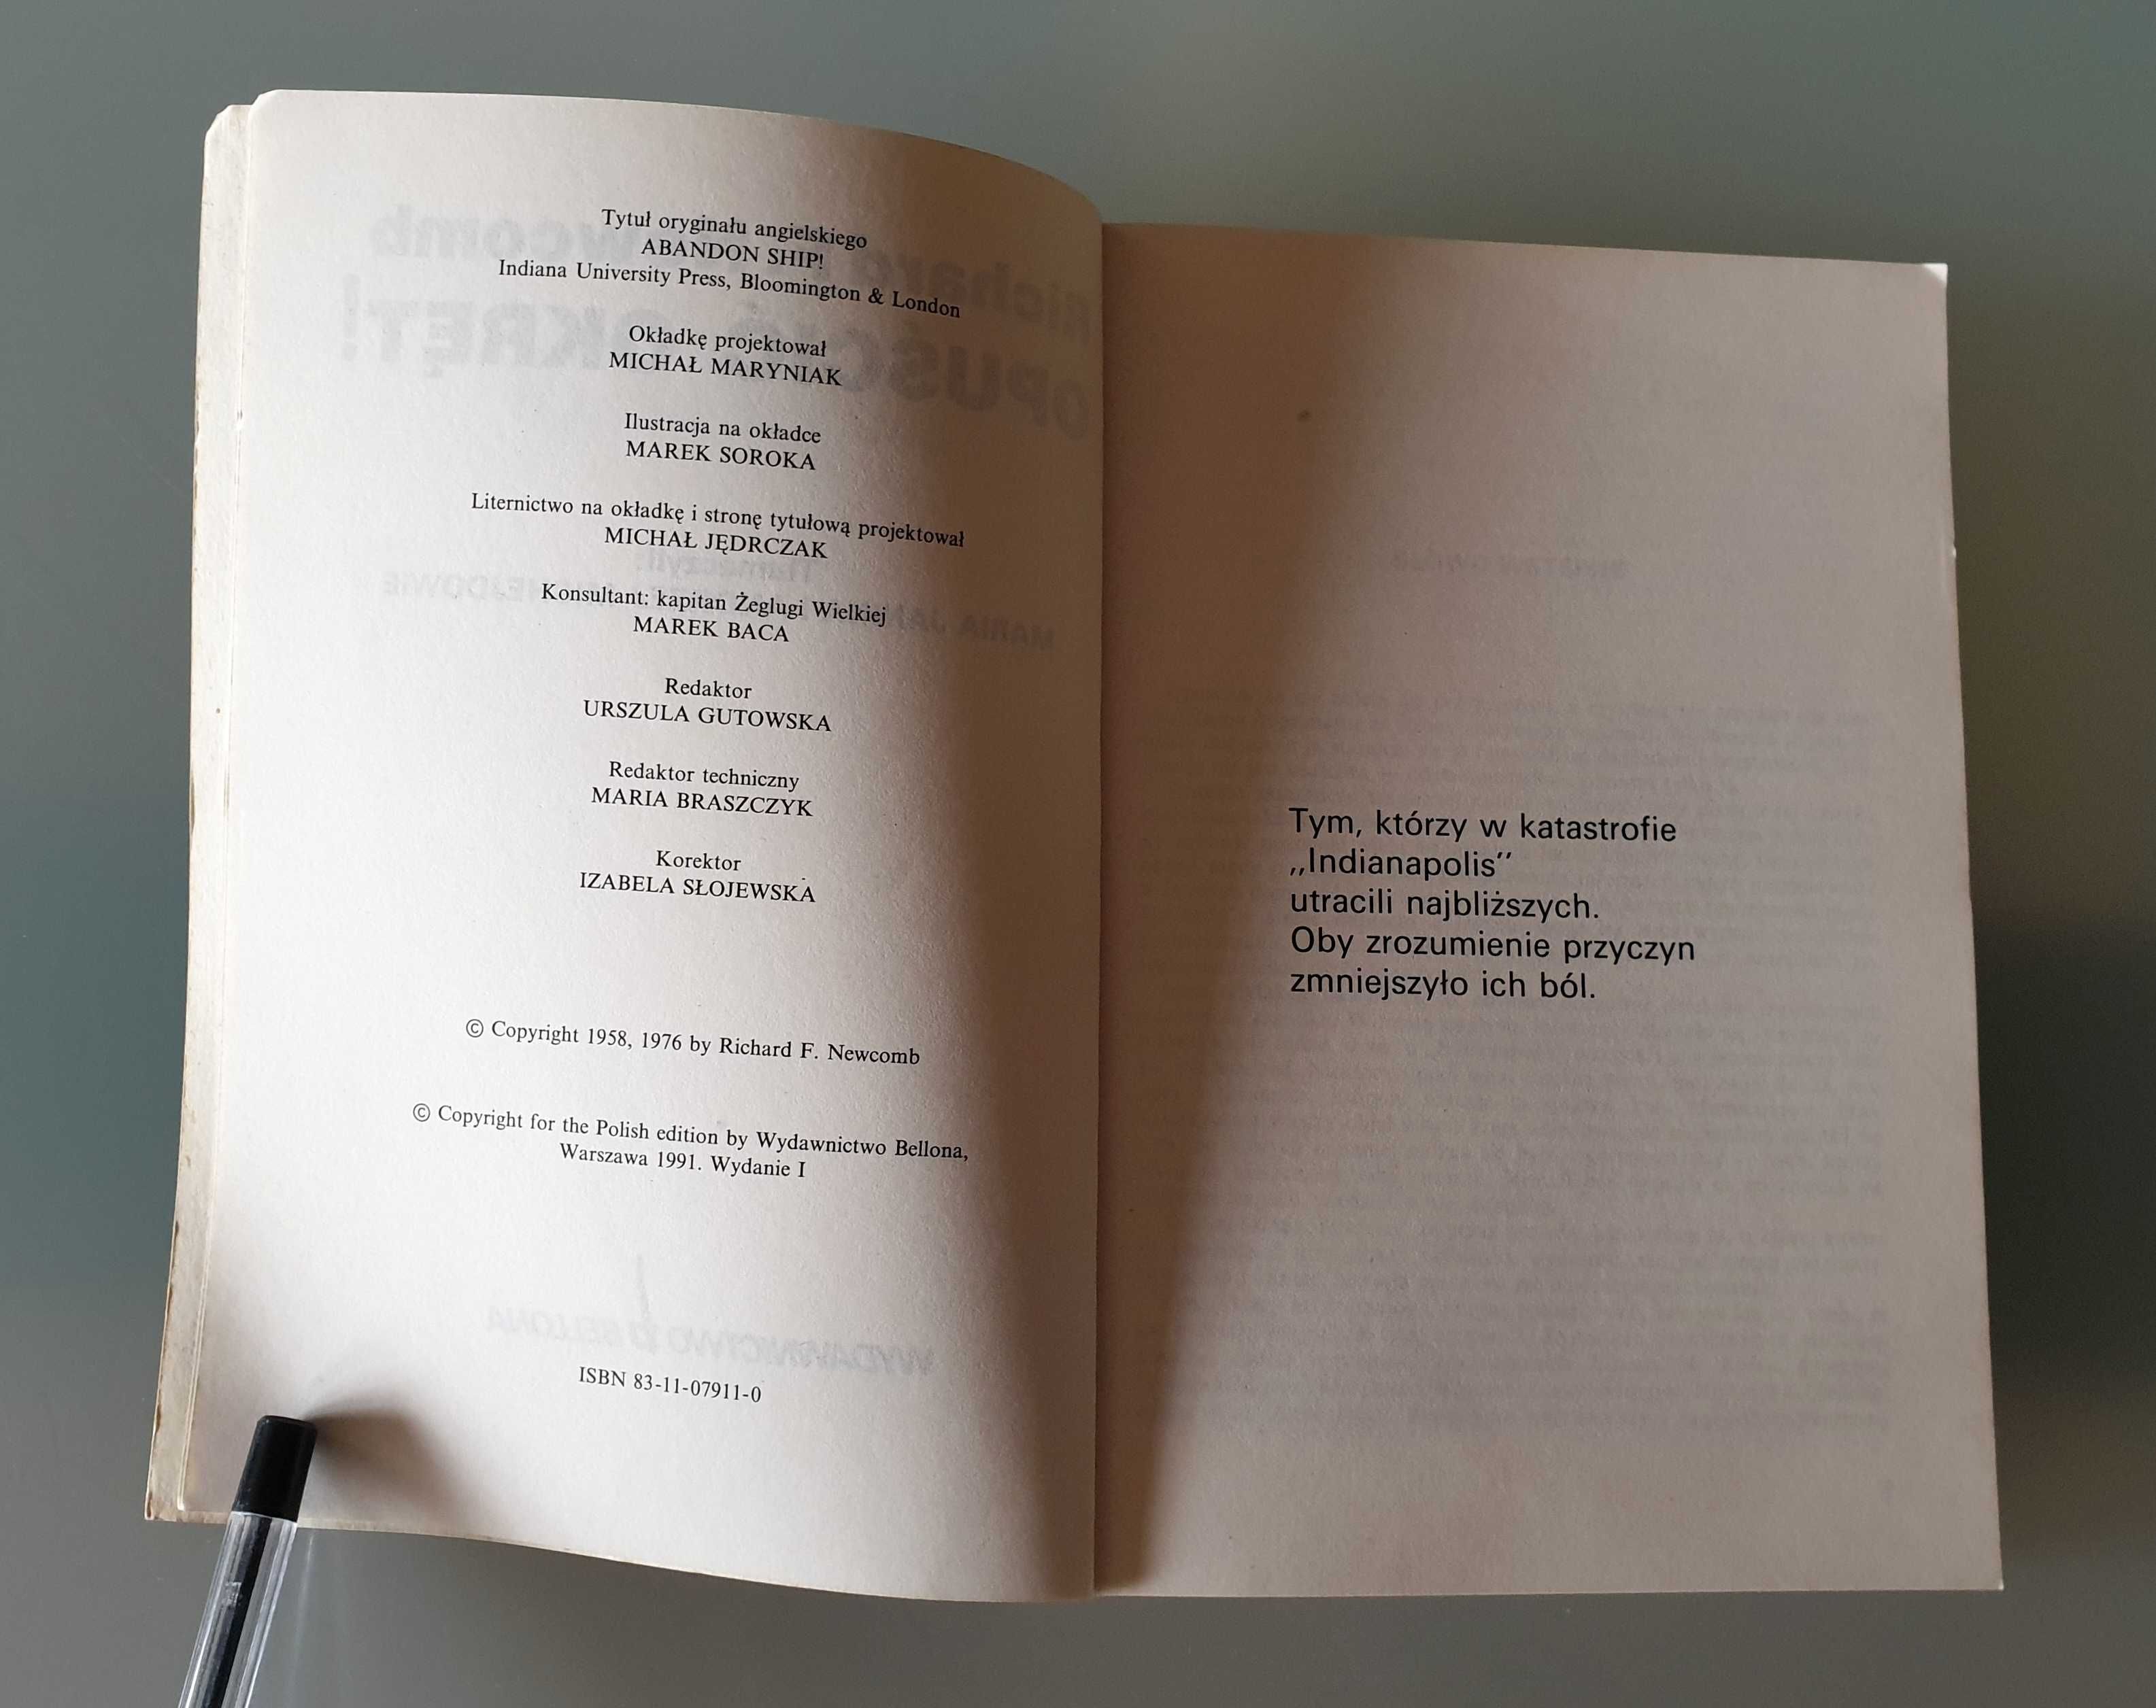 Tytuł oryginału angielskiego
ABANDON SHIP!
Indiana University Press, Bloomington & London
Okładkę projektował
MICHAŁ MARYNIAK
Ilustracja na okładce
MAREK SOROKA
Liternictwo na okładkę i stronę tytułową projektował
MICHAŁ JĘDRCZAK
Konsultant: kapitan Żeglugi Wielkiej
MAREK BACA
Redaktor
URSZULA GUTOWSKA
Redaktor techniczny
MARIA BRASZCZYK
Korektor
IZABELA SŁOJEWSKA
© Copyright 1958, 1976 by Richard F. Newcomb
© Copyright for the Polish edition by Wydawnictwo Bellona,
Warszawa 1991. Wydanie I
ISBN 83-11-07911-0
Tym, którzy w katastrofie
„Indianapolis”
utracili najbliższych.
Oby zrozumienie przyczyn
zmniejszyło ich ból.